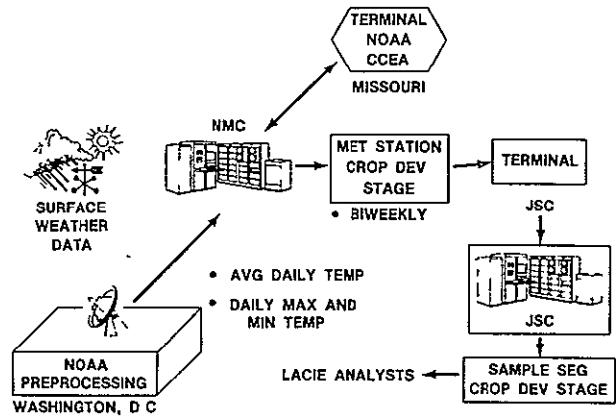 TERMINAL
NOAA
CCEA
MISSOURI
NMC
MET STATION
CROP DEV
STAGE
• BIWEEKLY
TERMINAL
JSC
SURFACE
WEATHER
DATA
• AVG DAILY TEMP
• DAILY MAX AND
MIN TEMP
JSC
NOAA
PREPROCESSING
WASHINGTON, D C
LACIE ANALYSTS
SAMPLE SEG
CROP DEV STAGE